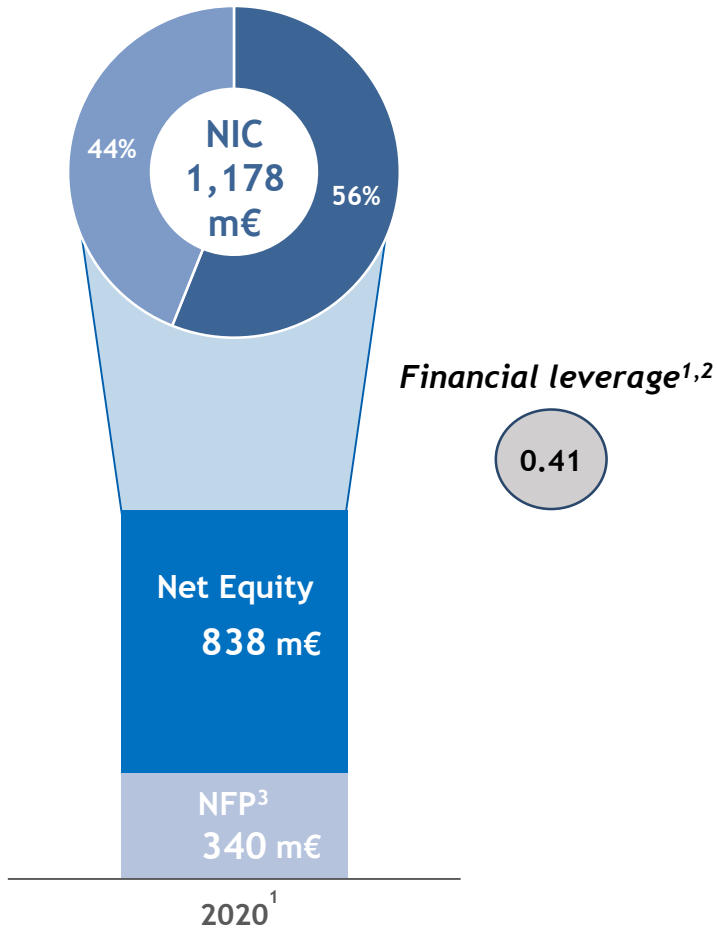 44%
NIC
1,178
m€
56%
Financial leverage¹,²
0.41
Net Equity
838 m€
NFP³
340 m€
2020¹